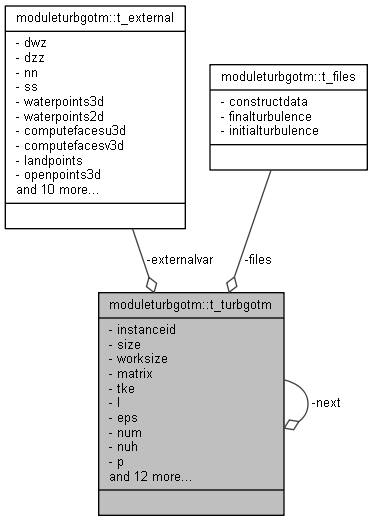 moduleturbgotm::t_external
- dwz
- dzz
- nn
- ss
- waterpoints3d
- waterpoints2d
- computefacesu3d
- computefacesv3d
- landpoints
- openpoints3d
and 10 more...
moduleturbgotm::t_files
- constructdata
- finalturbulence
- initialturbulence
-externalvar
-files
moduleturbgotm::t_turbgotm
- instanceid
- size
- worksize
- matrix
- tke
- l
- eps
- num
- nuh
- p
and 12 more...
-next